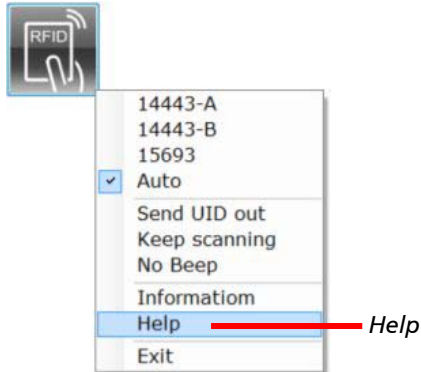 RFID
14443-A
14443-B
15693
Auto
Send UID out
Keep scanning
No Beep
Informatiom
Help
Help
Exit